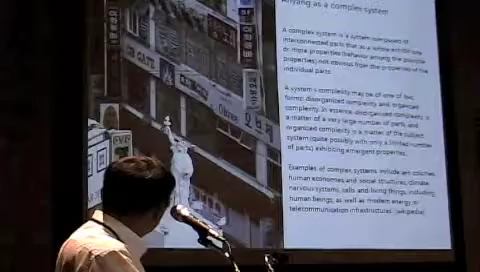 Anyang as a complex system
A complex system is a system composed of
interconnected parts that as a whole exhibit one
or more properties (behavior among the possible
properties) not obvious from the properties of the
individual parts.
A system's complexity may be of one of two
forms: disorganized complexity and organized
complexity. In essence, disorganized complexity is
a matter of a very large number of parts, and
organized complexity is a matter of the subject
system (quite possibly with only a limited number
of parts) exhibiting emergent properties.
Examples of complex systems include ant colonies,
human economies and social structures, climate,
nervous systems, cells and living things, including
human beings, as well as modern energy or
telecommunication infrastructures. (wikipedia)
GATE